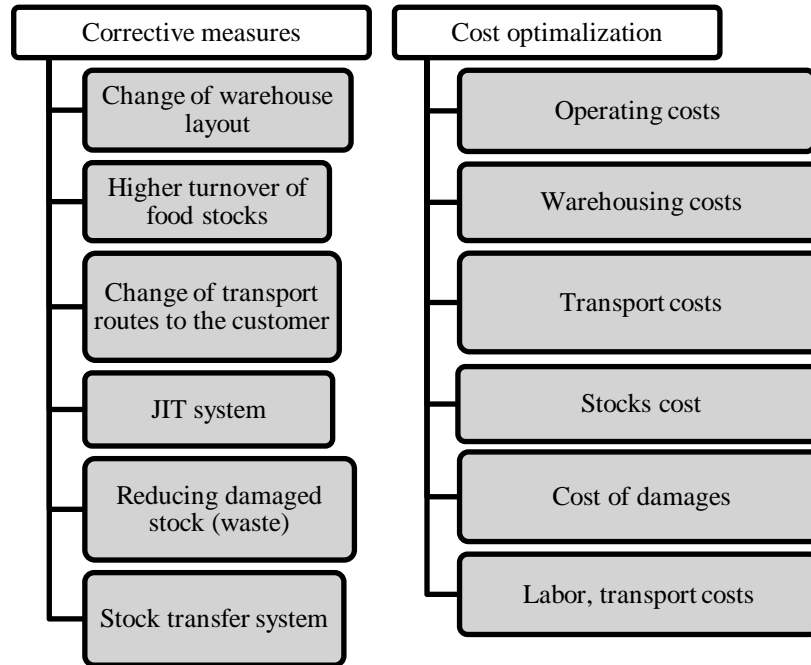 Corrective measures
Change of warehouse
layout
Higher turnover of
food stocks
Change of transport
routes to the customer
JIT system
Reducing damaged
stock (waste)
Stock transfer system
Cost optimalization
Operating costs
Warehousing costs
Transport costs
Stocks cost
Cost of damages
Labor, transport costs